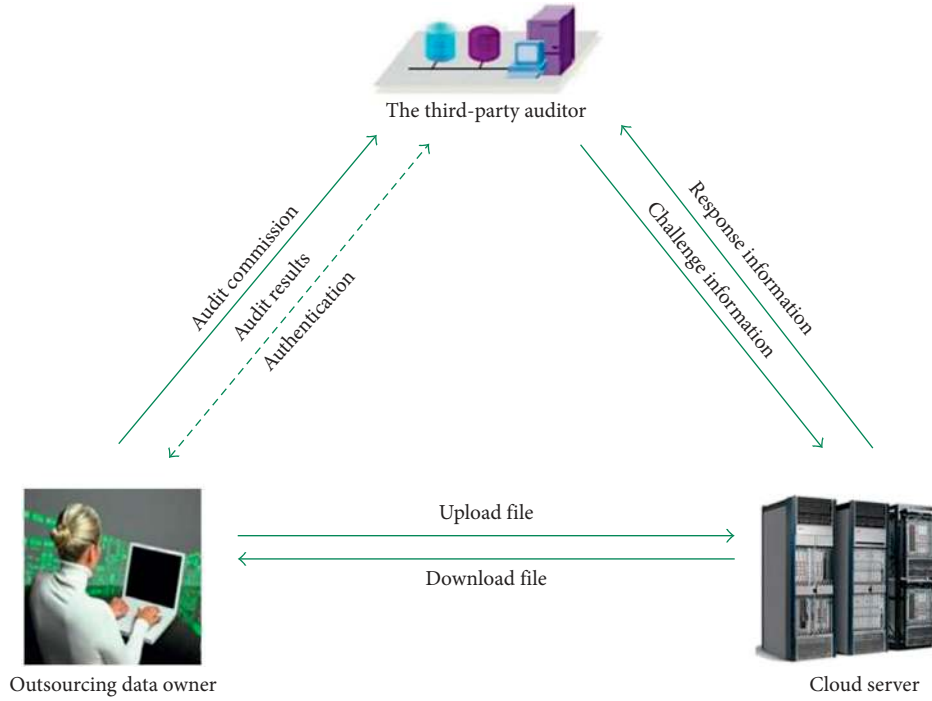 The third-party auditor
Audit commission
Audit results
Authentication
Challenge information
Response information
Upload file
Download file
Outsourcing data owner
Cloud server